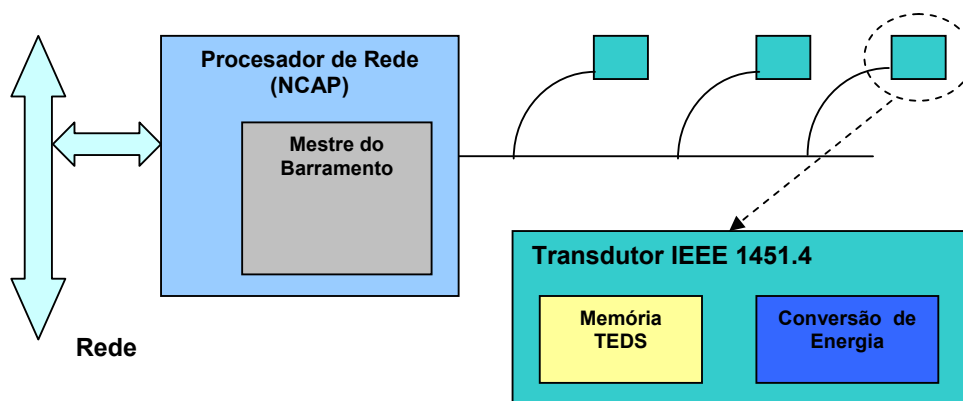 Procesador de Rede
(NCAP)
Mestre do
Barramento
Rede
Transdutor IEEE 1451.4
Memória
TEDS
Conversão de
Energia